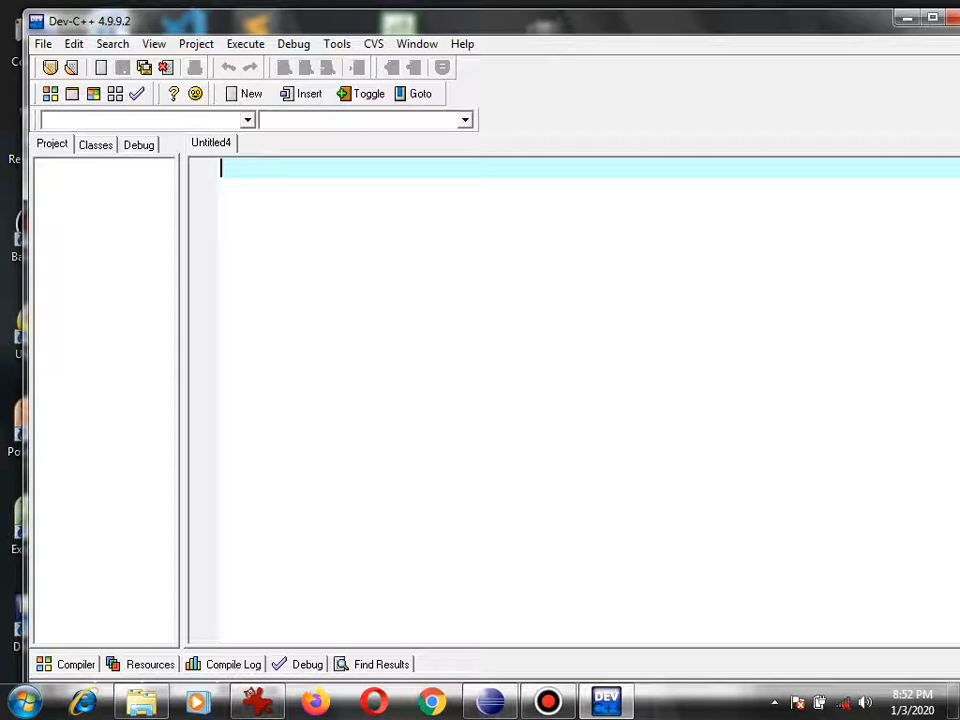 Dev-C++ 4.9.9.2
File Edit Search View Project Execute Debug Tools CVS Window Help
New Insert Toggle Goto
Project Classes Debug Untitled4
Compiler Resources Compile Log Debug Find Results
DEV
8:52 PM
1/3/2020